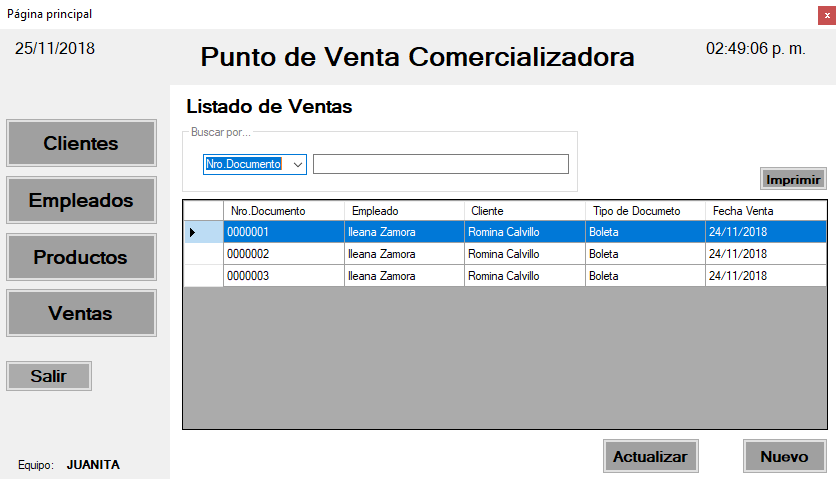 Página principal
x
25/11/2018
Punto de Venta Comercializadora
02:49:06 p. m.
Listado de Ventas
Buscar por...
Nro.Documento
Imprimir
Clientes
Empleados
Productos
Ventas
Salir
Nro.Documento Empleado Cliente Tipo de Documeto Fecha Venta
0000001 Ileana Zamora Romina Calvillo Boleta 24/11/2018
0000002 Ileana Zamora Romina Calvillo Boleta 24/11/2018
0000003 Ileana Zamora Romina Calvillo Boleta 24/11/2018
Actualizar
Nuevo
Equipo: JUANITA